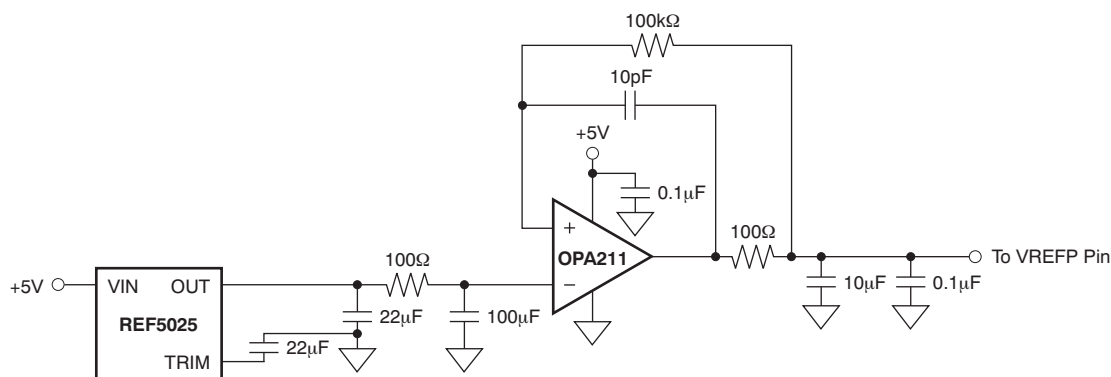 100kΩ
10pF
+5V
0.1μF
+
OPA211
−
100Ω
To VREFP Pin
10μF
0.1μF
100Ω
+5V
VIN
OUT
REF5025
TRIM
22μF
22μF
100μF